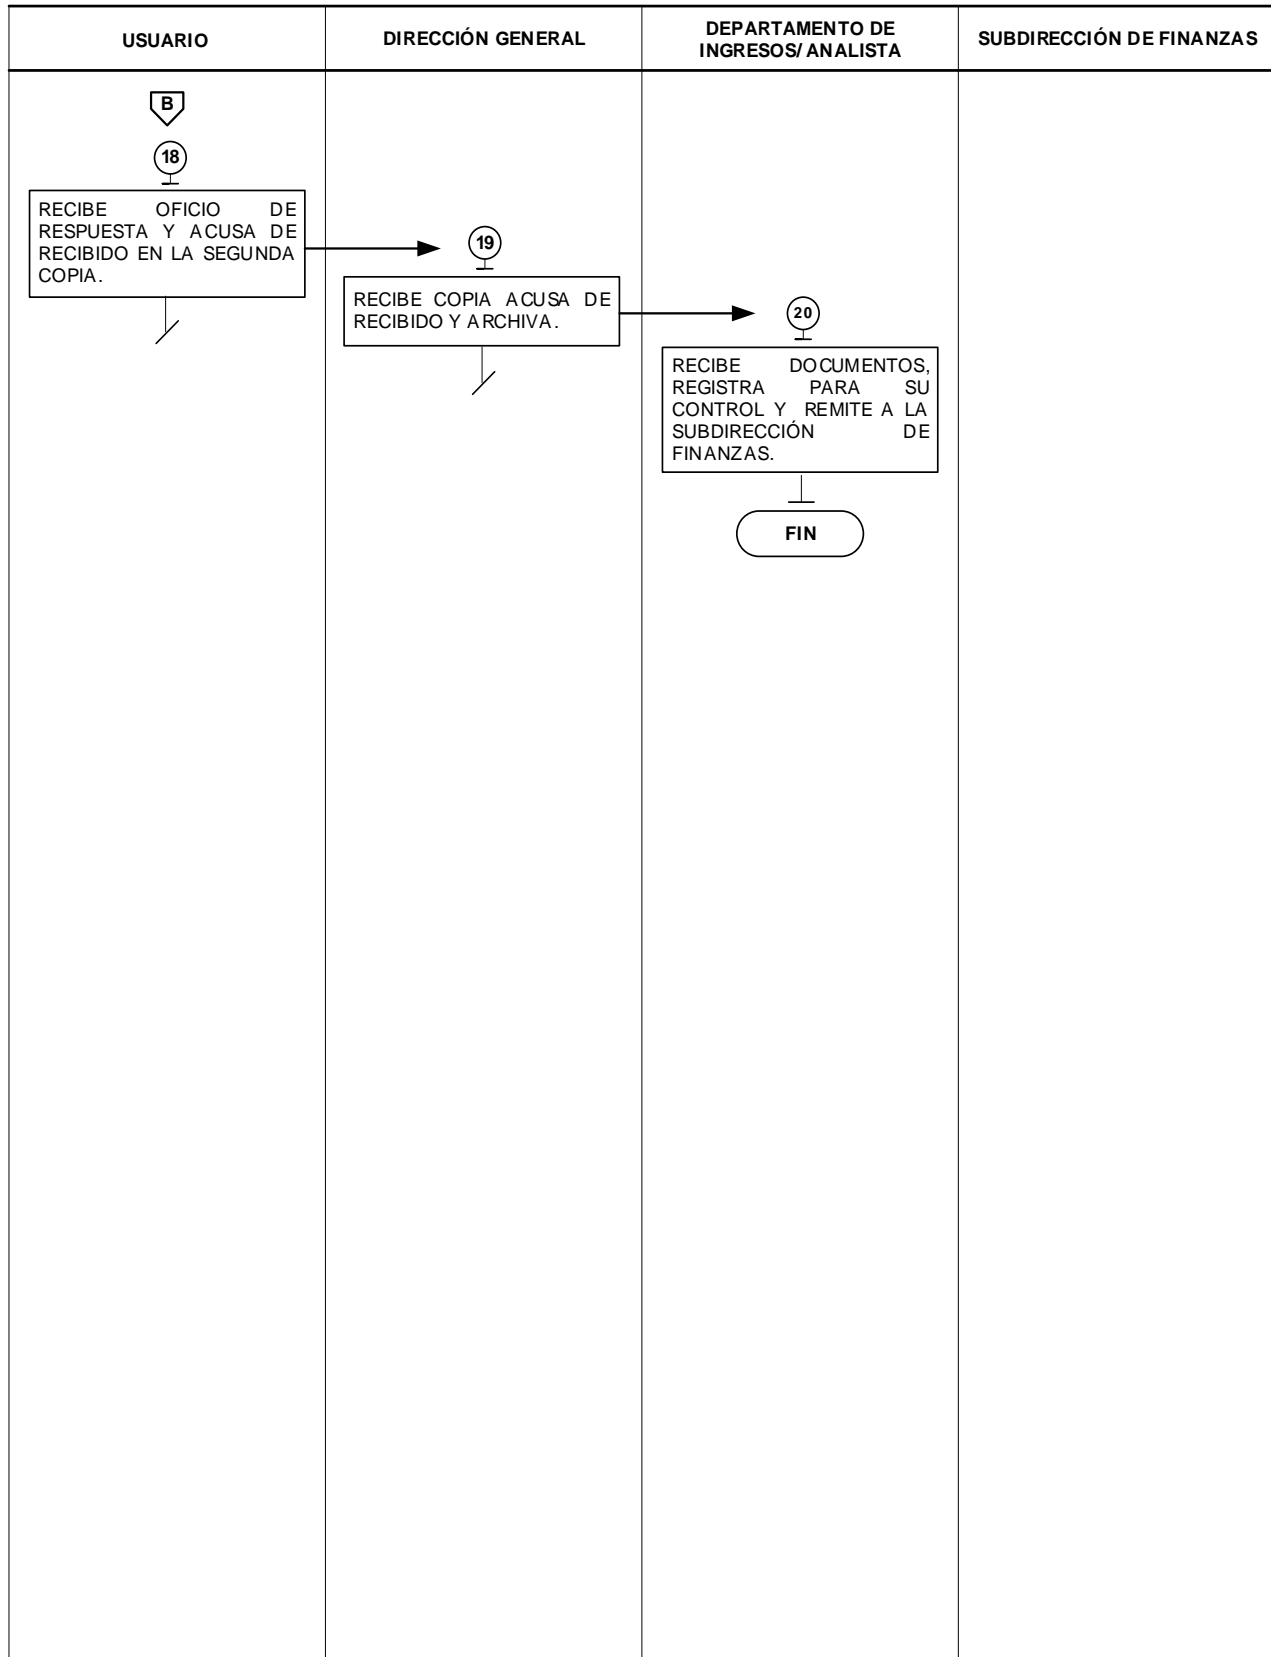 USUARIO
DIRECCIÓN GENERAL
DEPARTAMENTO DE
INGRESOS/ ANALISTA
SUBDIRECCIÓN DE FINANZAS
B
18
RECIBE OFICIO DE
RESPUESTA Y ACUSA DE
RECIBIDO EN LA SEGUNDA
COPIA.
19
RECIBE COPIA ACUSA DE
RECIBIDO Y ARCHIVA.
20
RECIBE DOCUMENTOS,
REGISTRA PARA SU
CONTROL Y REMITE A LA
SUBDIRECCIÓN DE
FINANZAS.
FIN